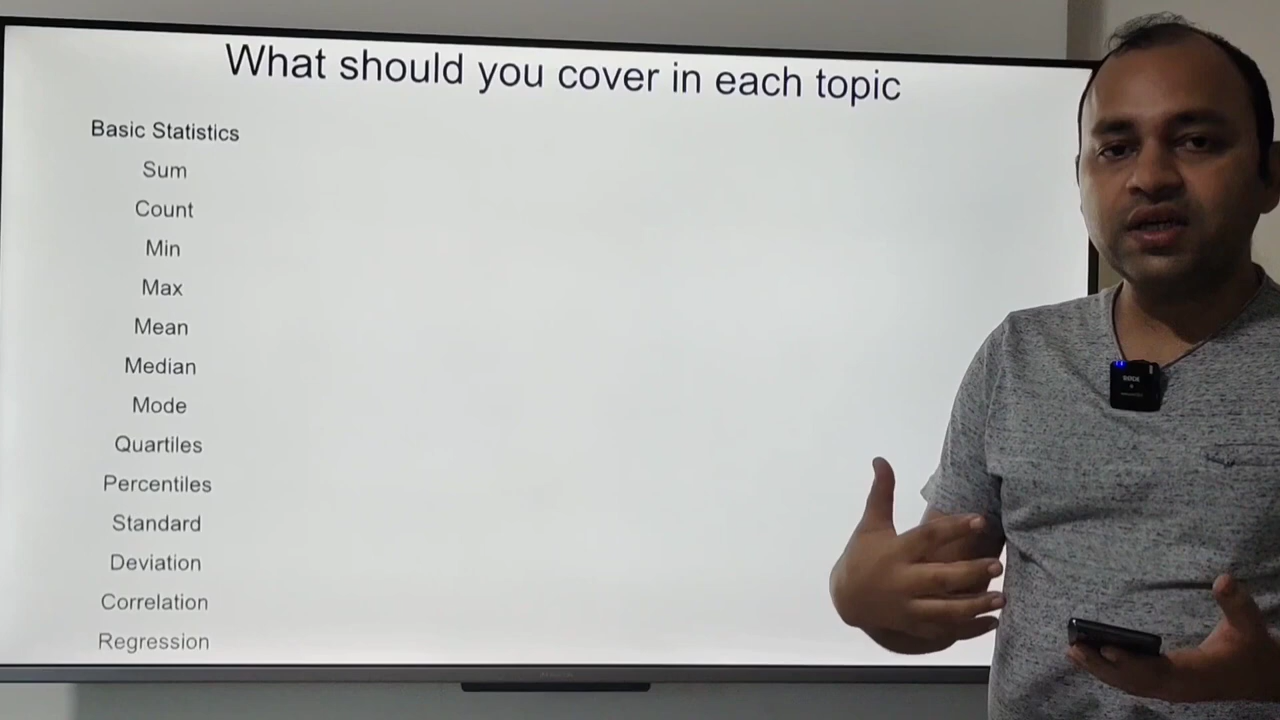 What should you cover in each topic
Basic Statistics
Sum
Count
Min
Max
Mean
Median
Mode
Quartiles
Percentiles
Standard
Deviation
Correlation
Regression
RODE